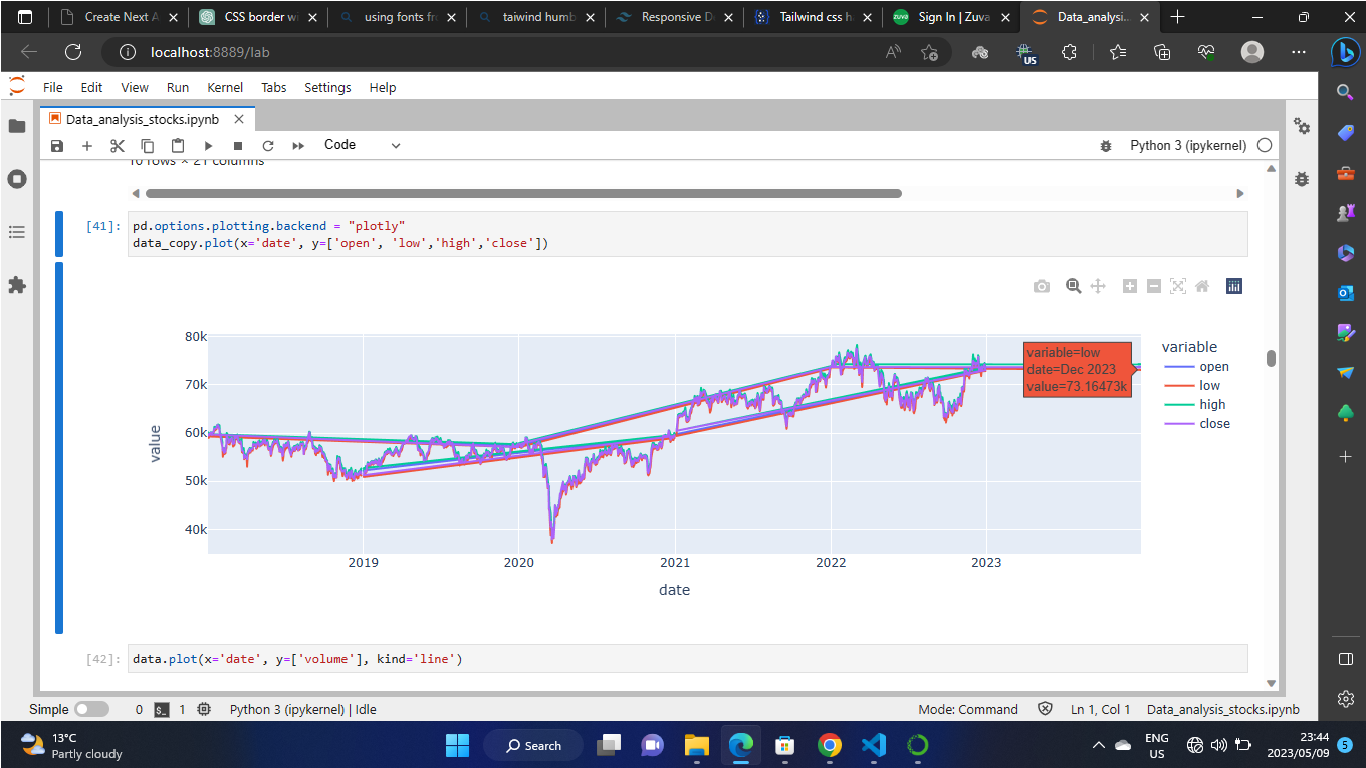 Create Next A
CSS border wi
using fonts fr
taiwind humb
Responsive D
Tailwind css h
zuva
Sign In | Zuva
Data_analysi
localhost:8889/lab
US
File Edit View Run Kernel Tabs Settings Help
Data_analysis_stocks.ipynb
Code
Python 3 (ipykernel)
10 rows × 21 columns
[41]:
pd.options.plotting.backend = "plotly"
data_copy.plot(x='date', y=['open', 'low','high','close'])
80k
70k
60k
50k
40k
value
2019 2020 2021 2022 2023
date
variable=low
date=Dec 2023
value=73.16473k
variable
open
low
high
close
[42]:
data.plot(x='date', y=['volume'], kind='line')
Simple 0 1 Python 3 (ipykernel) | Idle
Mode: Command Ln 1, Col 1 Data_analysis_stocks.ipynb
13°C
Partly cloudy
Search
ENG
US
23:44
2023/05/09
5